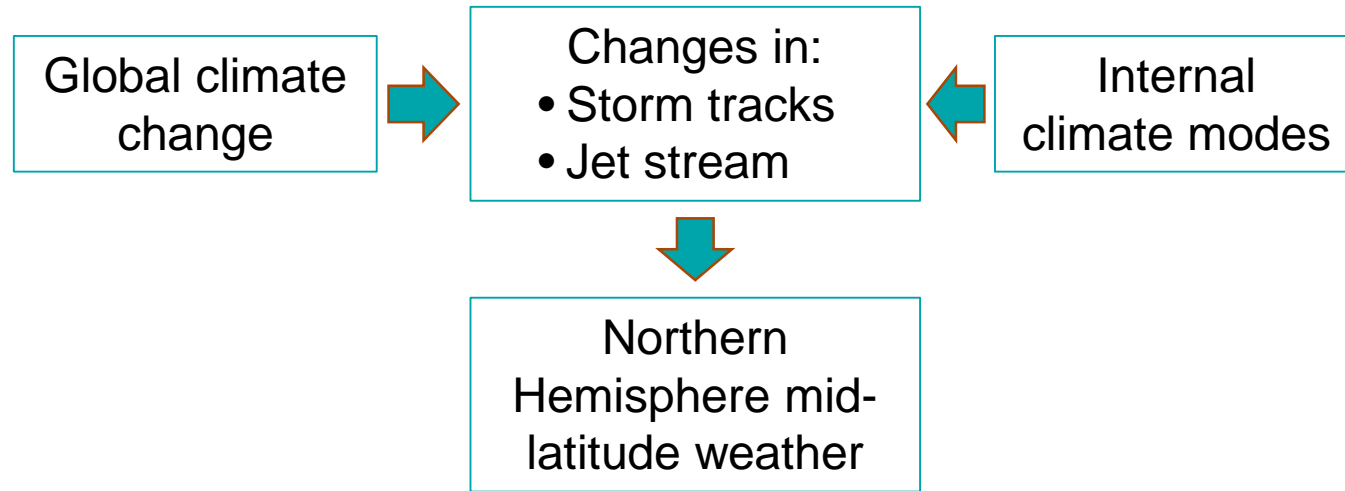 Global climate
change
Changes in:
• Storm tracks
• Jet stream
Internal
climate modes
Northern
Hemisphere mid-
latitude weather